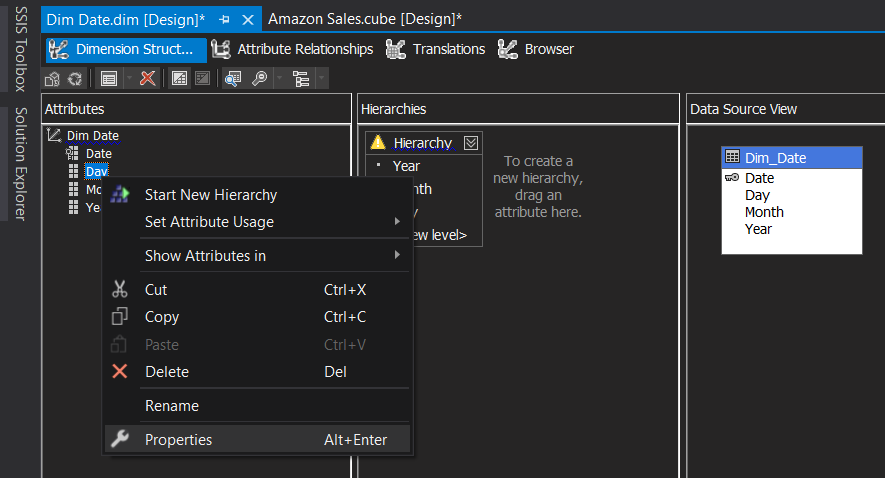 SSIS Toolbox
Solution Explorer
Dim Date.dim [Design]*
Amazon Sales.cube [Design]*
Dimension Struct...
Attribute Relationships
Translations
Browser
Attributes
Dim Date
Date
Day
Mo
Ye
Start New Hierarchy
Set Attribute Usage
Show Attributes in
Cut Ctrl+X
Copy Ctrl+C
Paste Ctrl+V
Delete Del
Rename
Properties Alt+Enter
Hierarchies
Hierarchy
Year
nth
y
ew level>
To create a
new hierarchy,
drag an
attribute here.
Data Source View
Dim_Date
Date
Day
Month
Year